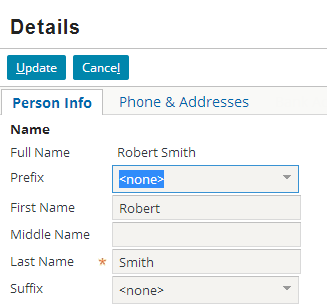 Details
Update Cancel
Person Info Phone & Addresses
Name
Full Name Robert Smith
Prefix <none>
First Name Robert
Middle Name
Last Name * Smith
Suffix <none>